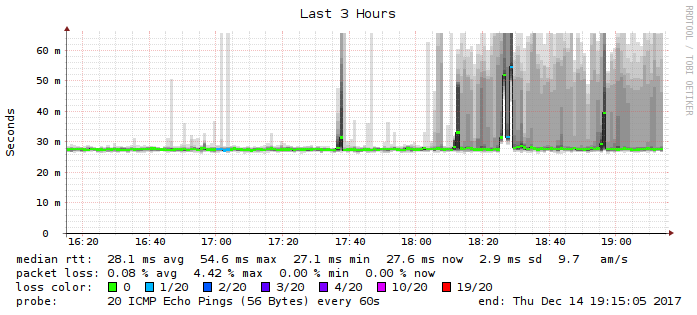 Last 3 Hours
RRDTOOL / TOBI OETIKER
Seconds
60 m
50 m
40 m
30 m
20 m
10 m
0
16:20 16:40 17:00 17:20 17:40 18:00 18:20 18:40 19:00
median rtt: 28.1 ms avg 54.6 ms max 27.1 ms min 27.6 ms now 2.9 ms sd 9.7 am/s
packet loss: 0.08 % avg 4.42 % max 0.00 % min 0.00 % now
loss color: 0 1/20 2/20 3/20 4/20 10/20 19/20
probe: 20 ICMP Echo Pings (56 Bytes) every 60s end: Thu Dec 14 19:15:05 2017